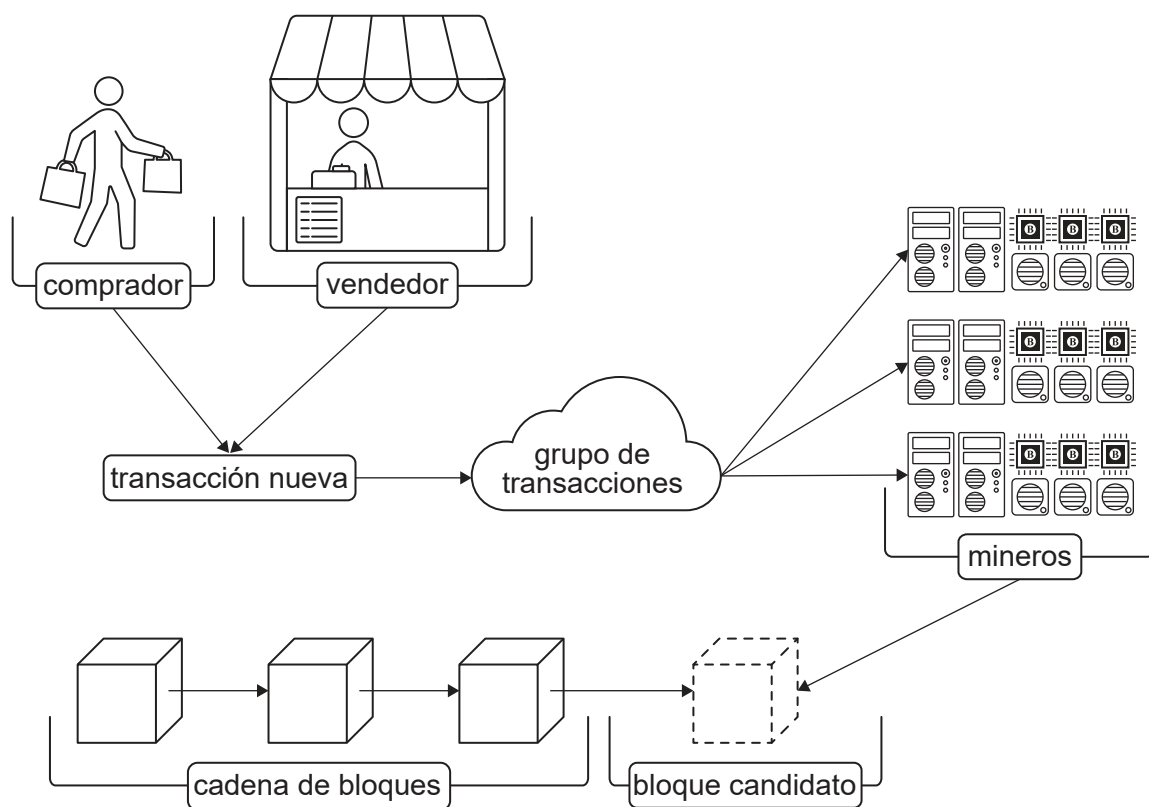 comprador
vendedor
transacción nueva
grupo de
transacciones
B B B
B B B
B B B
mineros
cadena de bloques
bloque candidato